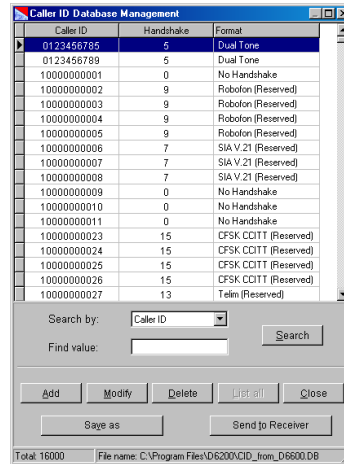 Caller ID Database Management
Caller ID Handshake Format
0123456785 5 Dual Tone
0123456789 5 Dual Tone
10000000001 0 No Handshake
10000000002 9 Robofon (Reserved)
10000000003 9 Robofon (Reserved)
10000000004 9 Robofon (Reserved)
10000000005 9 Robofon (Reserved)
10000000006 7 SIA V.21 (Reserved)
10000000007 7 SIA V.21 (Reserved)
10000000008 7 SIA V.21 (Reserved)
10000000009 0 No Handshake
10000000010 0 No Handshake
10000000011 0 No Handshake
10000000023 15 CFSK CCITT (Reserved)
10000000024 15 CFSK CCITT (Reserved)
10000000025 15 CFSK CCITT (Reserved)
10000000026 15 CFSK CCITT (Reserved)
10000000027 13 Telim (Reserved)
Search by: Caller ID
Search
Find value:
Add Modify Delete List all Close
Save as Send to Receiver
Total: 16000 File name: C:\Program Files\D6200\CID_from_D6600.DB